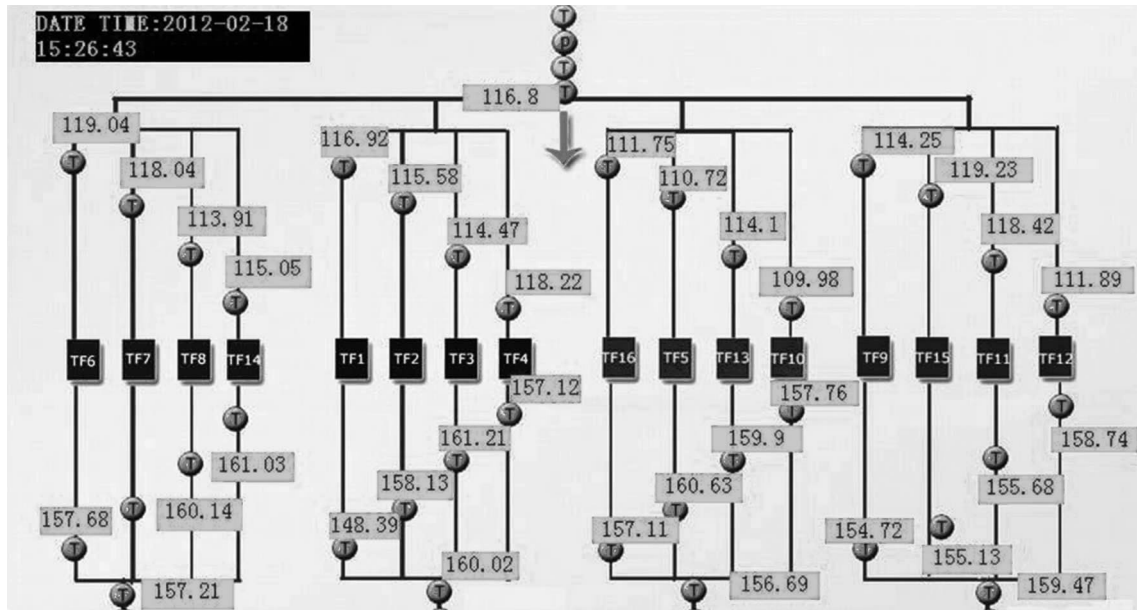 DATE TIME:2012-02-18
15:26:43
T
p
T
T
116.8
119.04
T
118.04
T
113.91
T
115.05
T
116.92
T
115.58
T
114.47
T
118.22
T
111.75
T
110.72
T
114.1
T
109.98
T
114.25
T
119.23
T
118.42
T
111.89
T
TF6
TF7
TF8
TF14
TF1
TF2
TF3
TF4
TF16
TF5
TF13
TF10
TF9
TF15
TF11
TF12
157.68
T
T
160.14
T
161.03
T
148.39
T
158.13
T
161.21
T
157.12
T
157.11
T
160.63
T
159.9
T
157.76
T
154.72
T
155.13
T
155.68
T
158.74
T
157.21
T
160.02
T
156.69
T
159.47
T